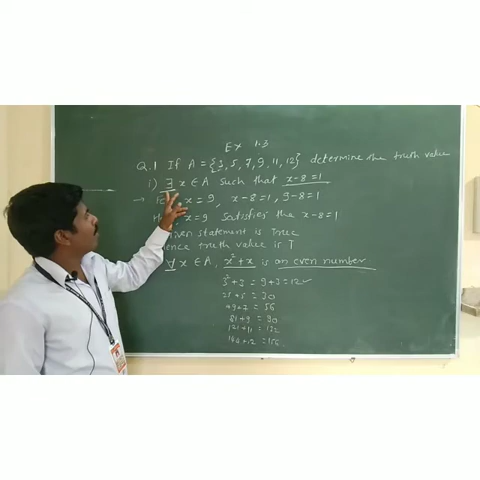 Ex 1.3
Q.1 If A = {3, 5, 7, 9, 11, 12} determine the truth value
i) ∃ x ∈ A such that x-8=1
→ x = 9, x-8=1, 9-8=1
x=9 satisfies the x-8=1
Given statement is True
Hence truth value is T
∀ x ∈ A, x²+x is an even number
3²+3 = 9+3=12✓
25+5 = 30
49+7 = 56
81+9 = 90
121+11 = 132
144+12 = 156